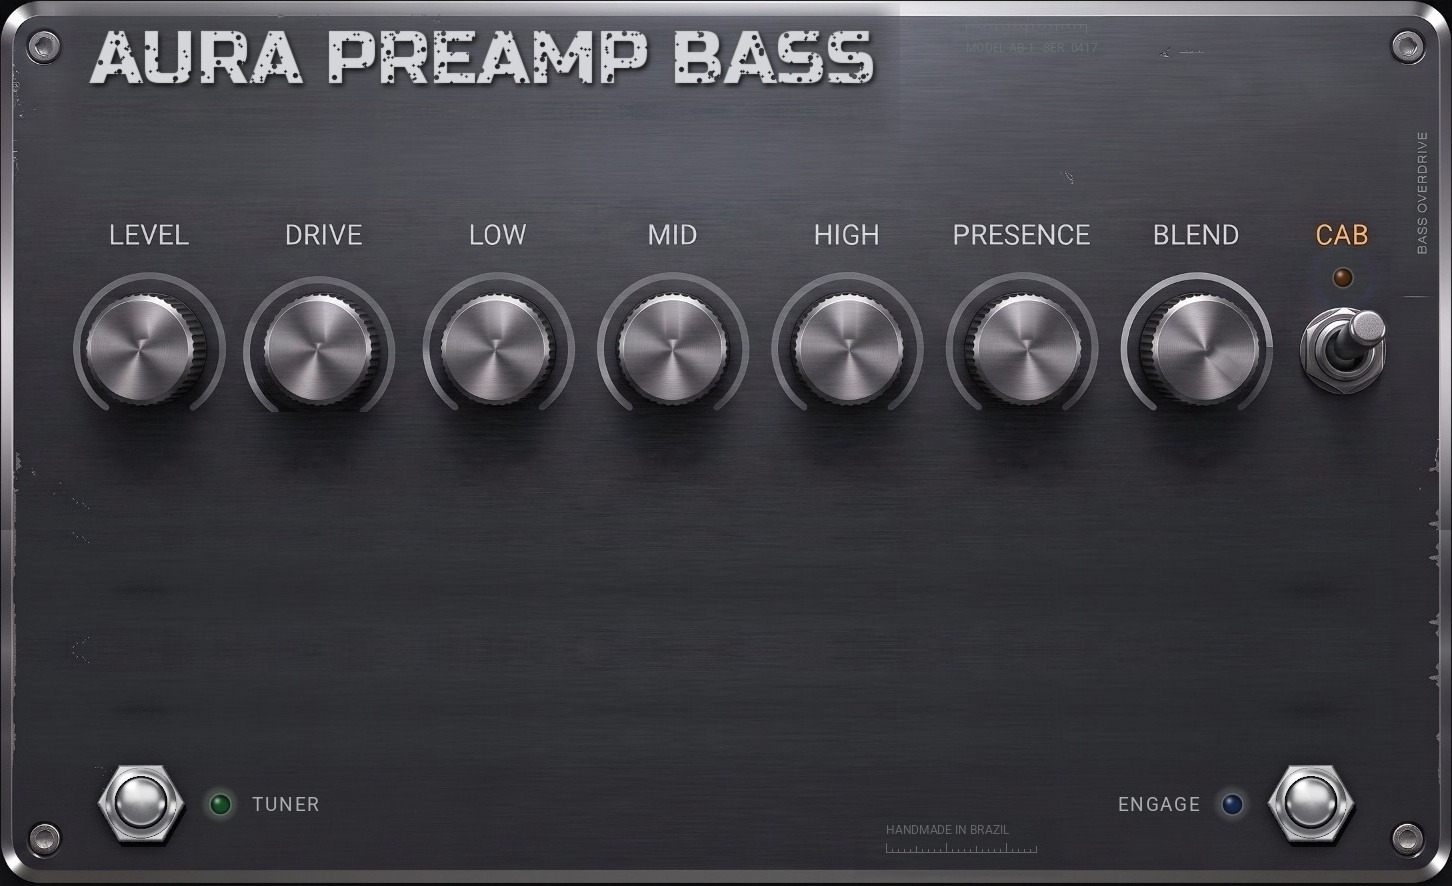 AURA PREAMP BASS
MODEL AB-1 SER. 0417
BASS OVERDRIVE
LEVEL DRIVE LOW MID HIGH PRESENCE BLEND CAB
TUNER
ENGAGE
HANDMADE IN BRAZIL